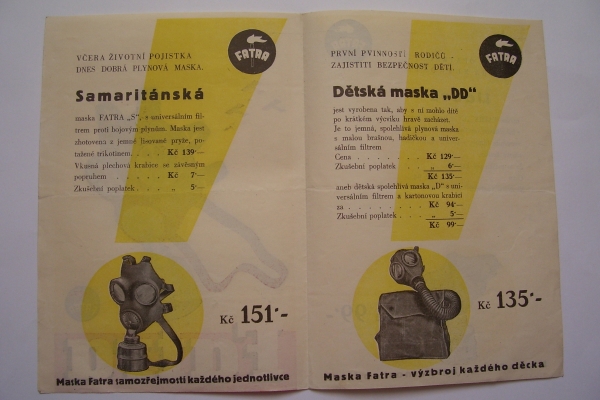 VČERA ŽIVOTNÍ POJISTKA
DNES DOBRÁ PLYNOVÁ MASKA.
FATRA
Samaritánská
maska FATRA „S", s universálním fil-
trem proti bojovým plynům. Maska jest
zhotovena z jemně lisované pryže, po-
tažené trikotinem. . . . Kč 139·—
Vkusná plechová krabice se závěsným
popruhem . . . . . . Kč 7·—
Zkušební poplatek . . . „ 5·—
Kč 151·-
Maska Fatra samozřejmostí každého jednotlivce
PRVNÍ PVINNOSTÍ RODIČŮ -
ZAJISTITI BEZPEČNOST DĚTÍ.
FATRA
Dětská maska „DD"
jest vyrobena tak, aby s ní mohlo dítě
po krátkém výcviku hravě zacházet.
Je to jemná, spolehlivá plynová maska
s malou brašnou, hadičkou a univer-
sálním filtrem
Cena . . . . . . . . Kč 129·—
Zkušební poplatek . . . . „ 6·—
Kč 135·—
aneb dětská spolehlivá maska „D" s uni-
versálním filtrem a kartonovou krabicí
za . . . . . . . . Kč 94·—
Zkušební poplatek . . . . „ 5·—
Kč 99·—
Kč 135·-
Maska Fatra - výzbroj každého děcka